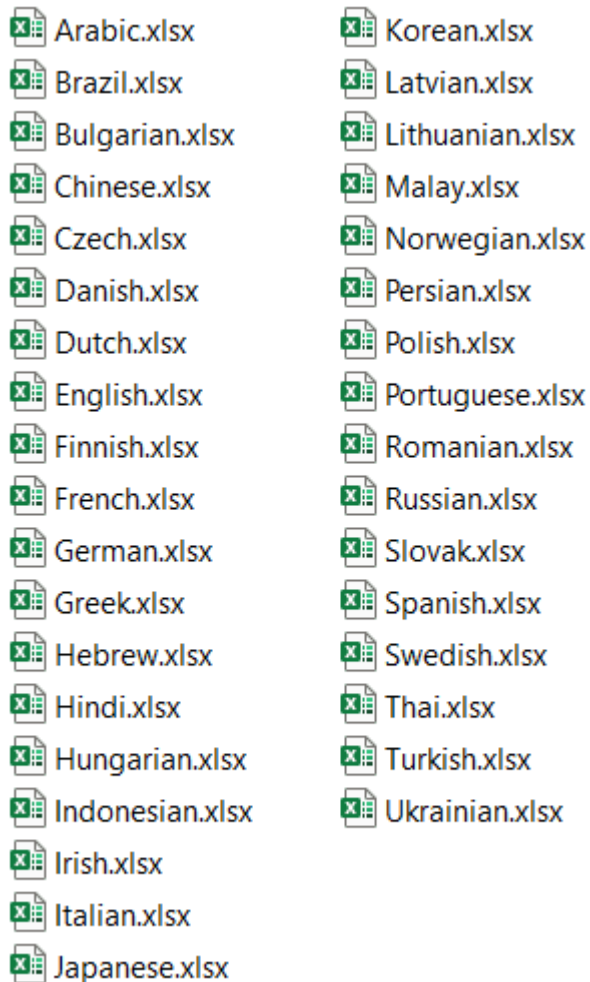 Arabic.xlsx
Brazil.xlsx
Bulgarian.xlsx
Chinese.xlsx
Czech.xlsx
Danish.xlsx
Dutch.xlsx
English.xlsx
Finnish.xlsx
French.xlsx
German.xlsx
Greek.xlsx
Hebrew.xlsx
Hindi.xlsx
Hungarian.xlsx
Indonesian.xlsx
Irish.xlsx
Italian.xlsx
Japanese.xlsx
Korean.xlsx
Latvian.xlsx
Lithuanian.xlsx
Malay.xlsx
Norwegian.xlsx
Persian.xlsx
Polish.xlsx
Portuguese.xlsx
Romanian.xlsx
Russian.xlsx
Slovak.xlsx
Spanish.xlsx
Swedish.xlsx
Thai.xlsx
Turkish.xlsx
Ukrainian.xlsx